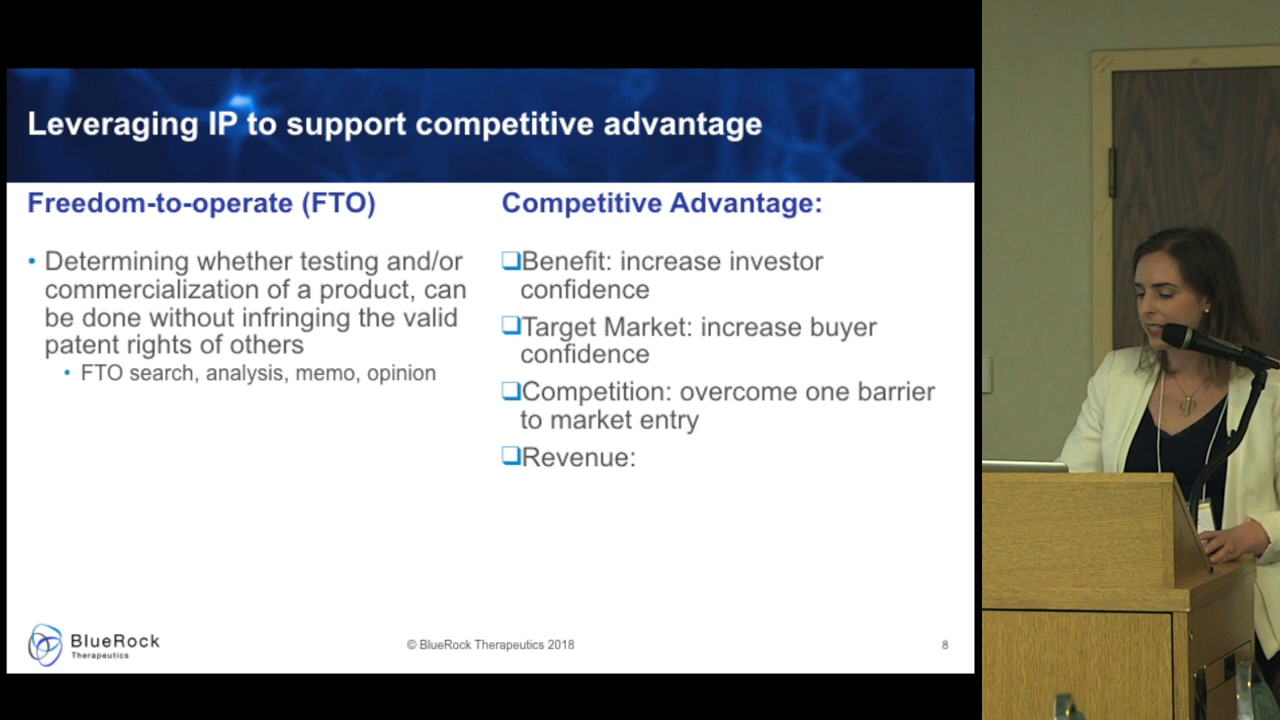 Leveraging IP to support competitive advantage
Freedom-to-operate (FTO)
• Determining whether testing and/or
commercialization of a product, can
be done without infringing the valid
patent rights of others
• FTO search, analysis, memo, opinion
Competitive Advantage:
❑Benefit: increase investor
confidence
❑Target Market: increase buyer
confidence
❑Competition: overcome one barrier
to market entry
❑Revenue:
BlueRock
Therapeutics
© BlueRock Therapeutics 2018
8